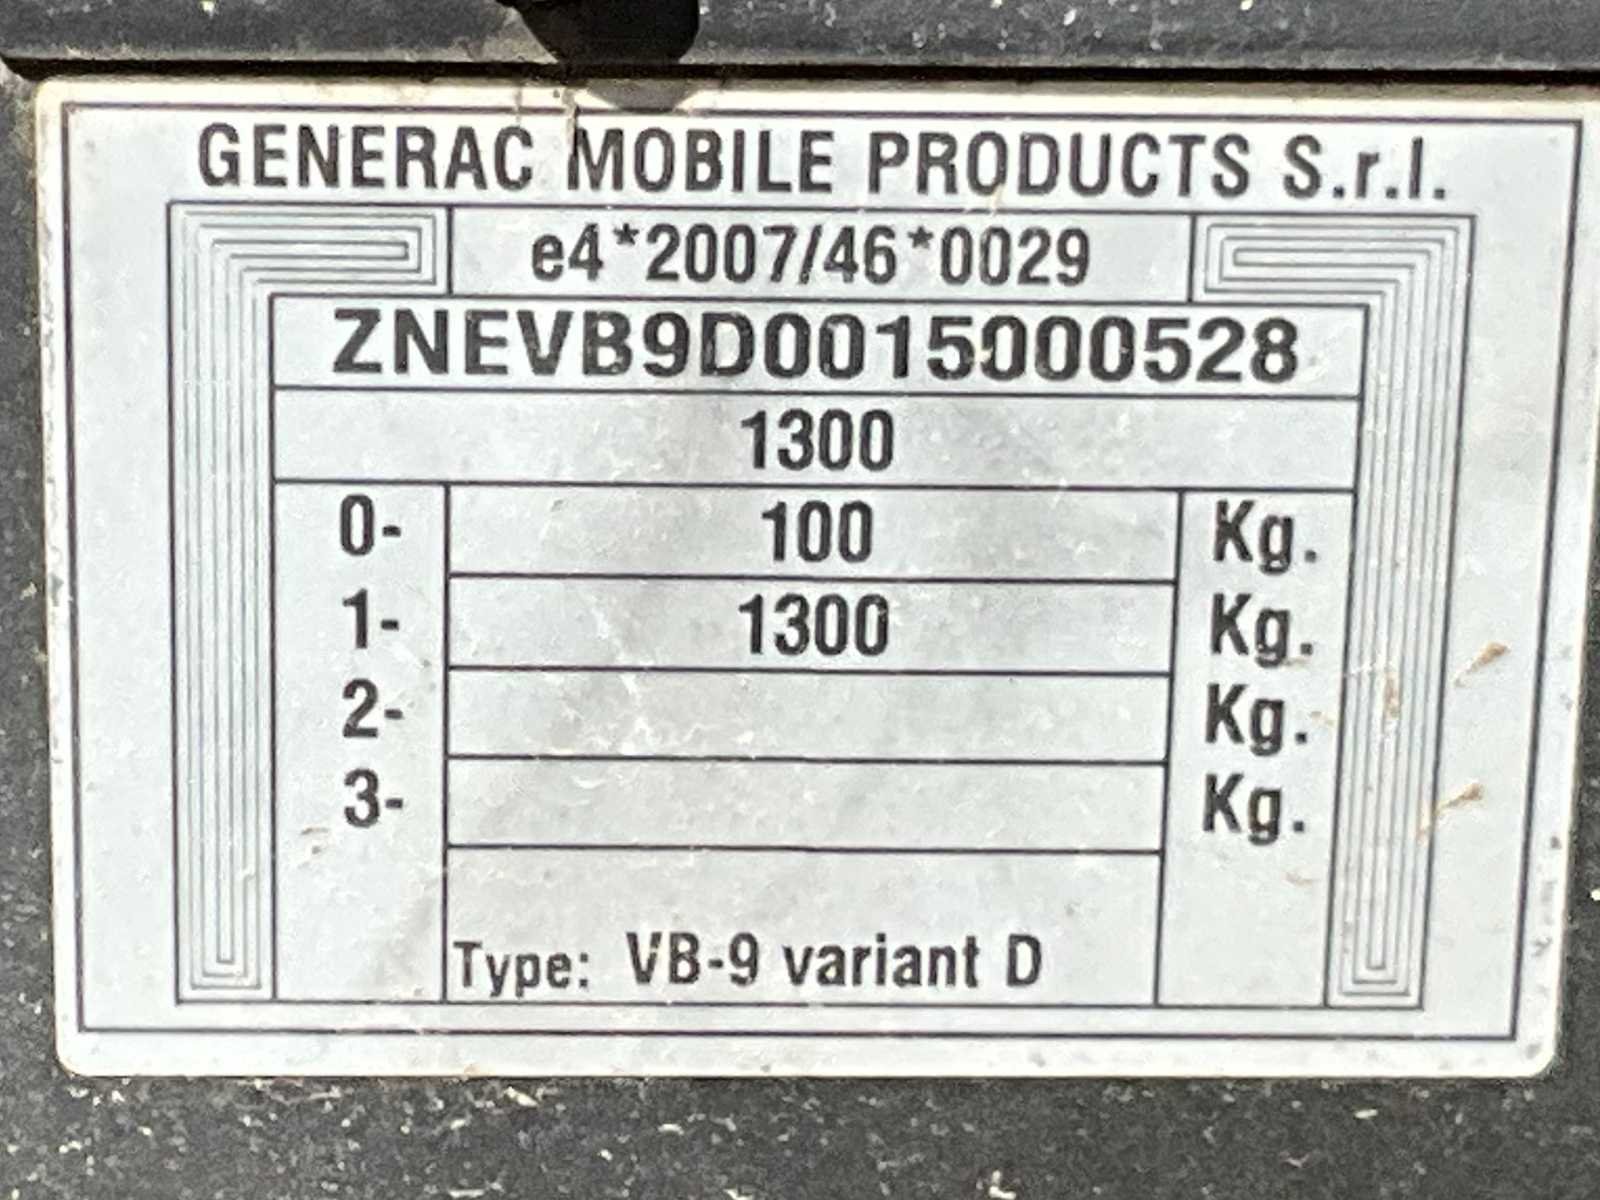 GENERAC MOBILE PRODUCTS S.r.l.
e4*2007/46*0029
ZNEVB9D0015000528
1300
0- 100 Kg.
1- 1300 Kg.
2- Kg.
3- Kg.
Type: VB-9 variant D